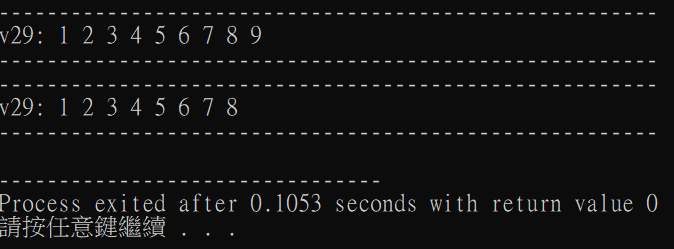 -------------------------------------------------------
v29: 1 2 3 4 5 6 7 8 9
-------------------------------------------------------
-------------------------------------------------------
v29: 1 2 3 4 5 6 7 8
-------------------------------------------------------
--------------------------------
Process exited after 0.1053 seconds with return value 0
請按任意鍵繼續 . . .